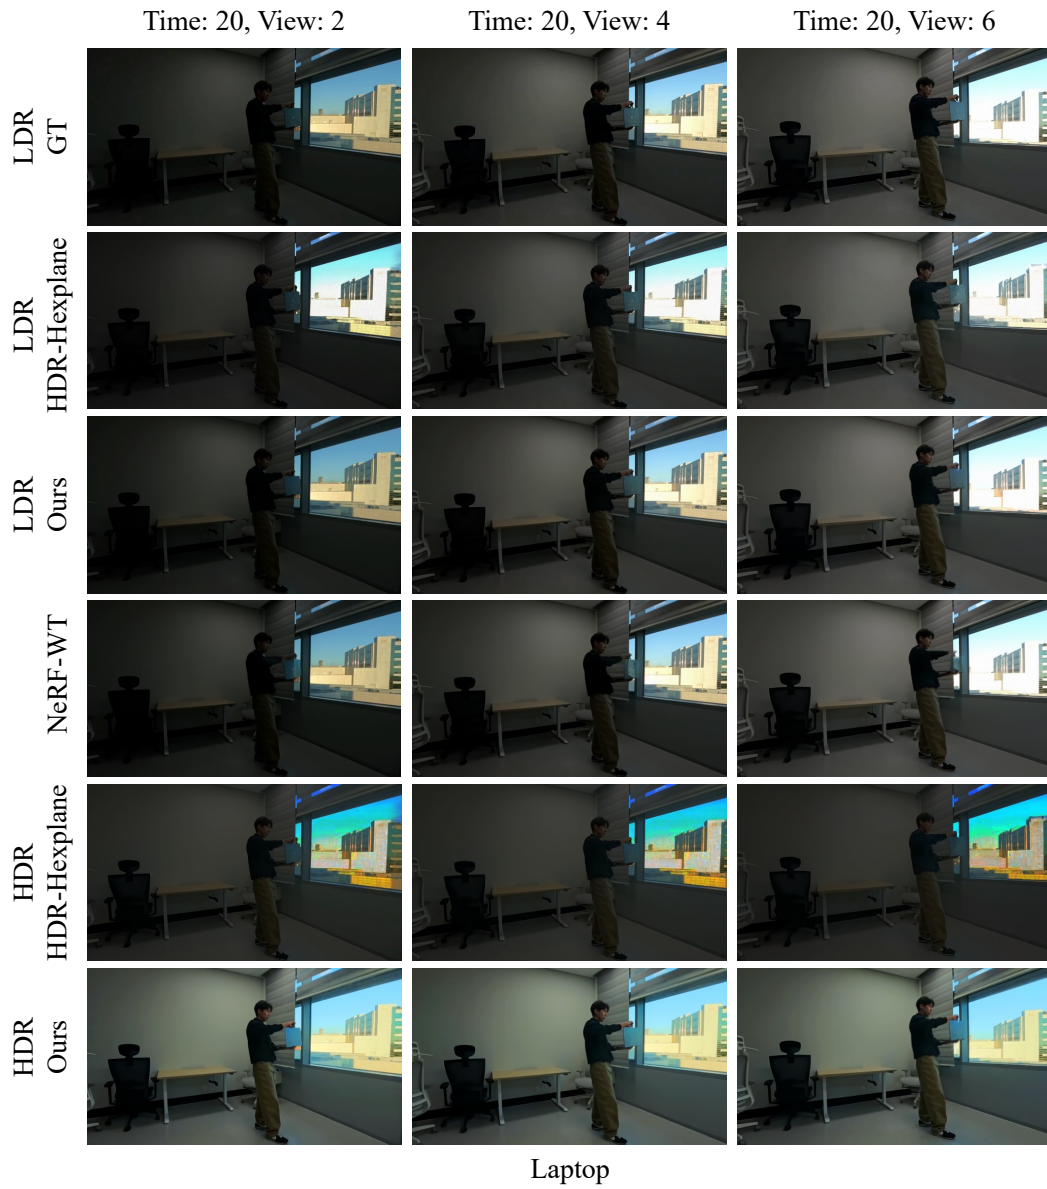 Time: 20, View: 2
Time: 20, View: 4
Time: 20, View: 6
LDR
GT
LDR
HDR-Hexplane
LDR
Ours
NeRF-WT
HDR
HDR-Hexplane
HDR
Ours
Laptop